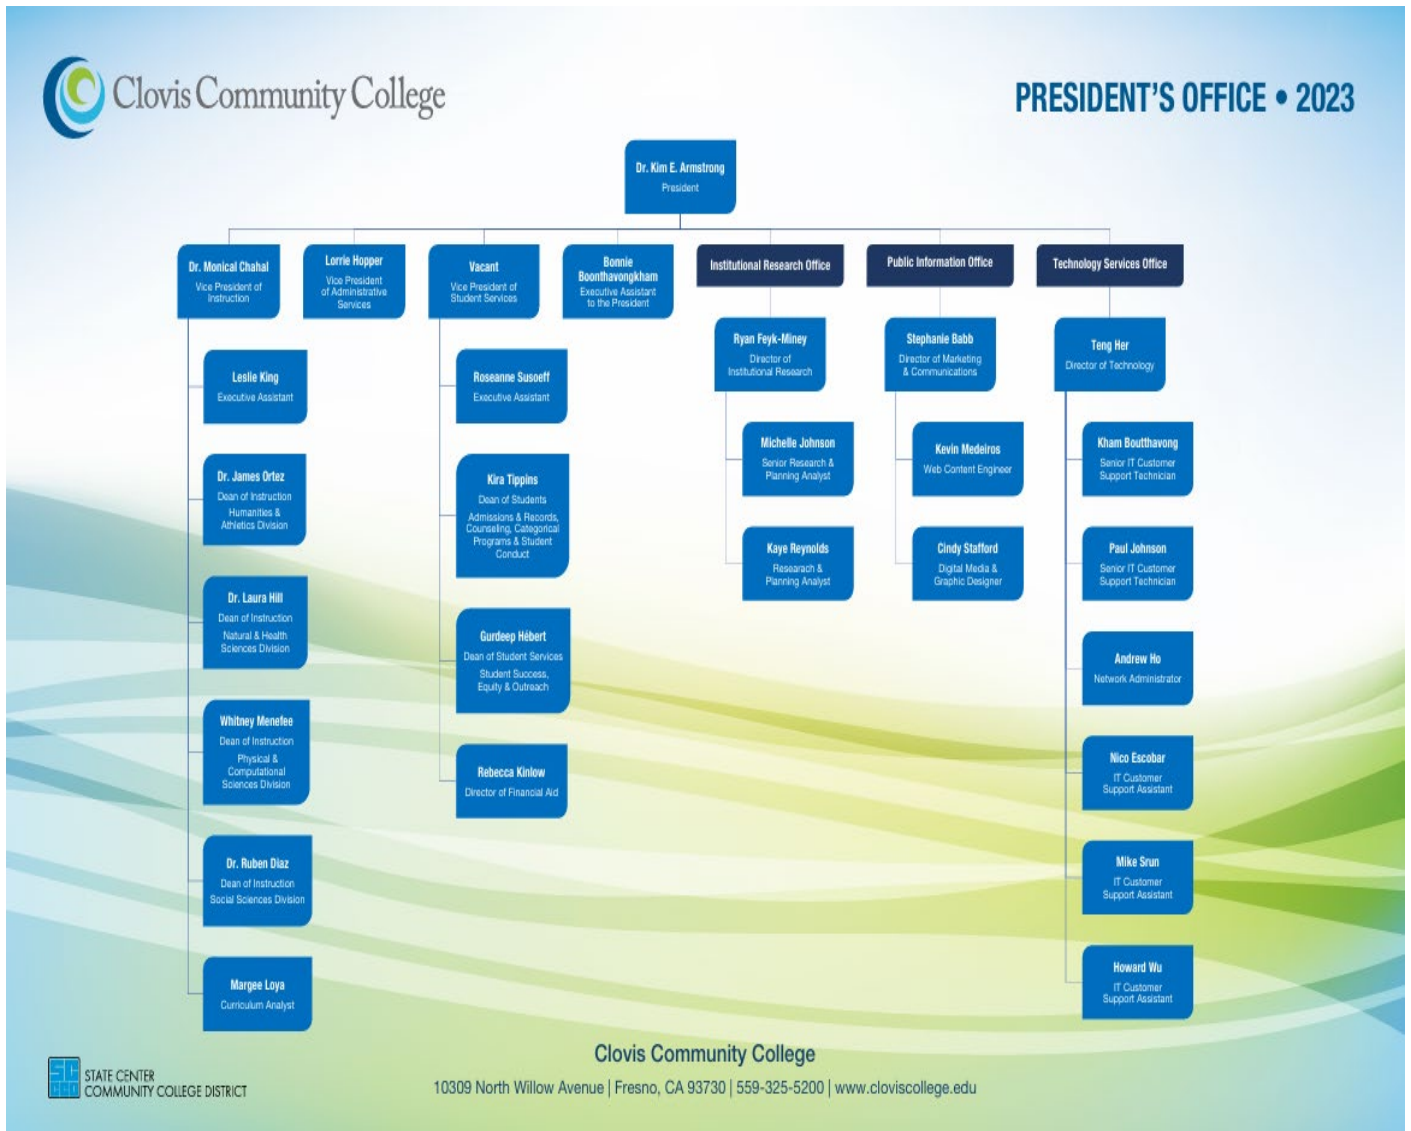 Clovis Community College
PRESIDENT'S OFFICE • 2023
Dr. Kim E. Armstrong
President
Dr. Monical Chahal
Vice President of
Instruction
Lorrie Hopper
Vice President
of Administrative
Services
Vacant
Vice President of
Student Services
Bonnie
Boonthavongkham
Executive Assistant
to the President
Institutional Research Office
Public Information Office
Technology Services Office
Leslie King
Executive Assistant
Dr. James Ortez
Dean of Instruction
Humanities &
Athletics Division
Dr. Laura Hill
Dean of Instruction
Natural & Health
Sciences Division
Whitney Menefee
Dean of Instruction
Physical &
Computational
Sciences Division
Dr. Ruben Diaz
Dean of Instruction
Social Sciences Division
Margee Loya
Curriculum Analyst
Roseanne Susoeff
Executive Assistant
Kira Tippins
Dean of Students
Admissions & Records,
Counseling, Categorical
Programs & Student
Conduct
Gurdeep Hébert
Dean of Student Services
Student Success,
Equity & Outreach
Rebecca Kinlow
Director of Financial Aid
Ryan Feyk-Miney
Director of
Institutional Research
Michelle Johnson
Senior Research &
Planning Analyst
Kaye Reynolds
Researach &
Planning Analyst
Stephanie Babb
Director of Marketing
& Communications
Kevin Medeiros
Web Content Engineer
Cindy Stafford
Digital Media &
Graphic Designer
Teng Her
Director of Technology
Kham Boutthavong
Senior IT Customer
Support Technician
Paul Johnson
Senior IT Customer
Support Technician
Andrew Ho
Network Administrator
Nico Escobar
IT Customer
Support Assistant
Mike Srun
IT Customer
Support Assistant
Howard Wu
IT Customer
Support Assistant
SC
CCD
STATE CENTER
COMMUNITY COLLEGE DISTRICT
Clovis Community College
10309 North Willow Avenue | Fresno, CA 93730 | 559-325-5200 | www.cloviscollege.edu